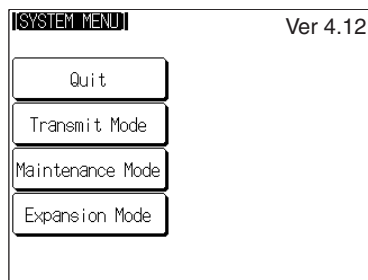 [SYSTEM MENU]
Ver 4.12
Quit
Transmit Mode
Maintenance Mode
Expansion Mode